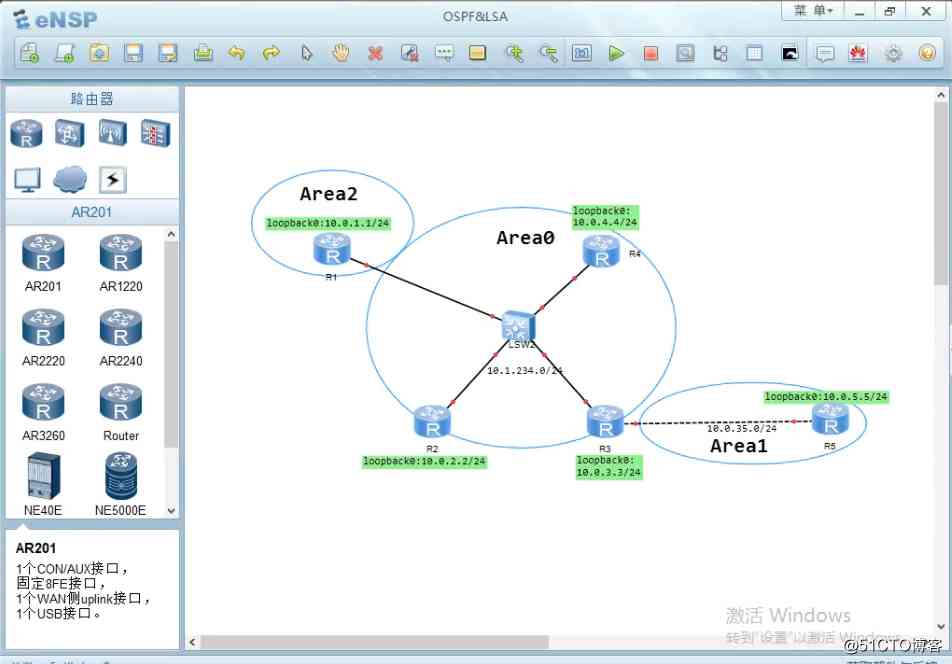 eNSP
OSPF&LSA
菜 单
路由器
AR201
AR201
AR1220
AR2220
AR2240
AR3260
Router
NE40E
NE5000E
AR201
1个CON/AUX接口，
固定8FE接口，
1个WAN侧uplink接口，
1个USB接口。
Area2
loopback0:10.0.1.1/24
R1
Area0
loopback0:
10.0.4.4/24
R4
LSW2
10.1.234.0/24
R2
loopback0:10.0.2.2/24
R3
loopback0:
10.0.3.3/24
loopback0:10.0.5.5/24
10.0.35.0/24
R5
Area1
激活 Windows
转到"设置"以激活 Windows
@51CTO博客